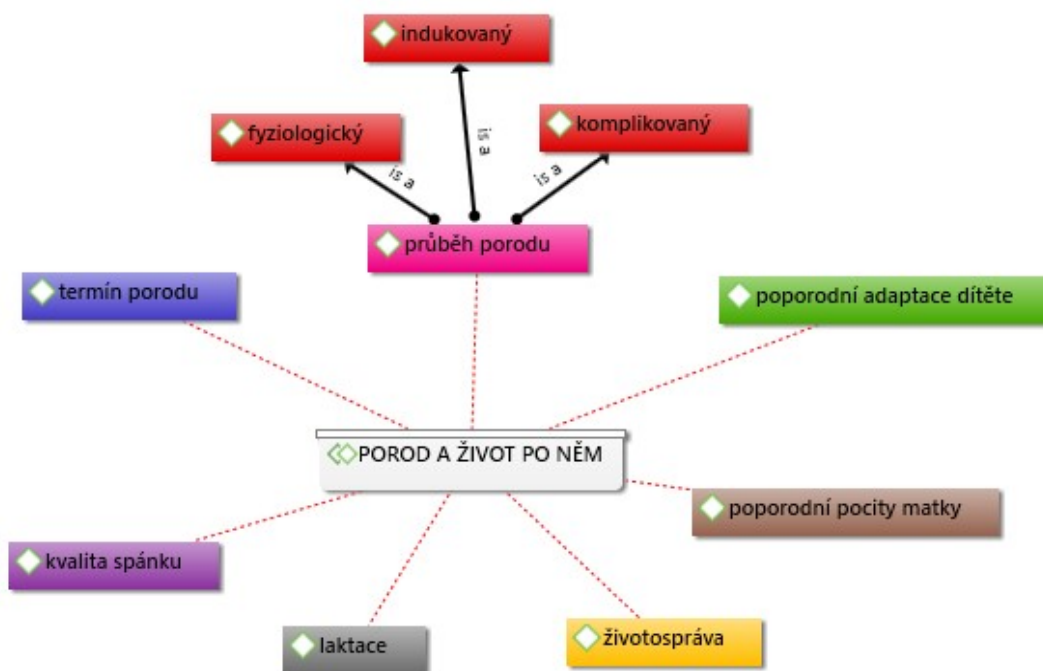 indukovaný
fyziologický
komplikovaný
is a
is a
is a
průběh porodu
termín porodu
poporodní adaptace dítěte
POROD A ŽIVOT PO NĚM
poporodní pocity matky
kvalita spánku
laktace
životospráva